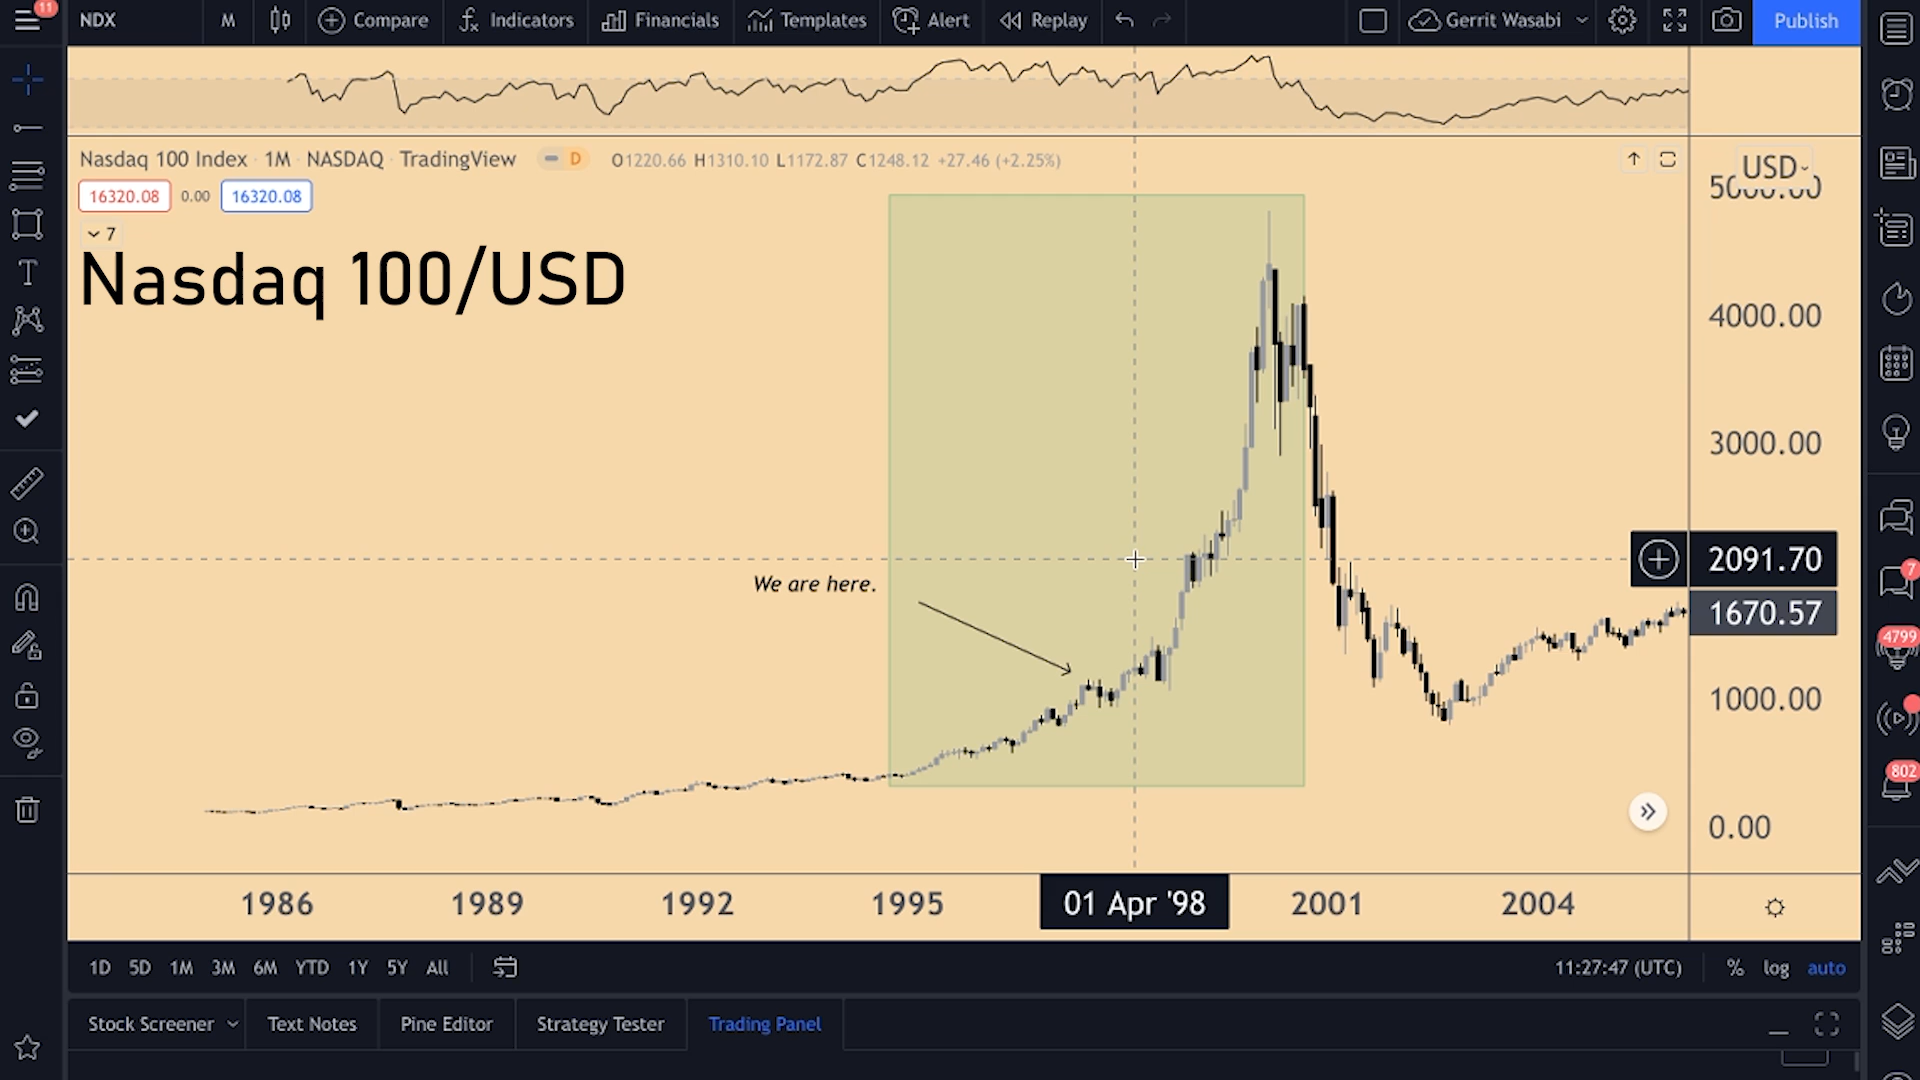 11
NDX
M
Compare
Indicators
Financials
Templates
Alert
Replay
Gerrit Wasabi
Publish
Nasdaq 100 Index · 1M · NASDAQ · TradingView
D
O1220.66 H1310.10 L1172.87 C1248.12 +27.46 (+2.25%)
USD
16320.08
0.00
16320.08
5000.00
7
Nasdaq 100/USD
4000.00
3000.00
2091.70
We are here.
7
1670.57
4799
1000.00
802
0.00
1986
1989
1992
1995
01 Apr '98
2001
2004
1D 5D 1M 3M 6M YTD 1Y 5Y All
11:27:47 (UTC)
%
log
auto
Stock Screener
Text Notes
Pine Editor
Strategy Tester
Trading Panel